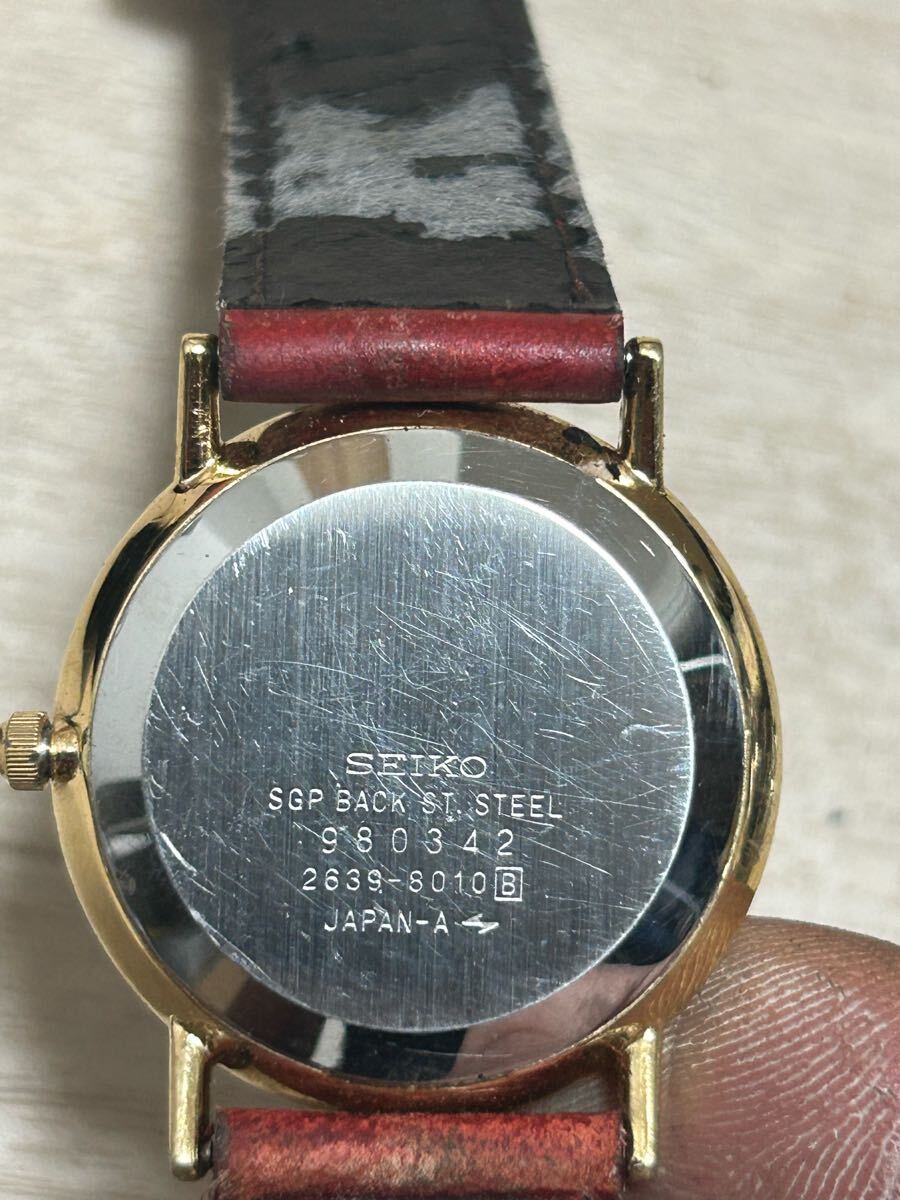 SEIKO
SGP BACK ST. STEEL
980342
2639-8010 B
JAPAN-A